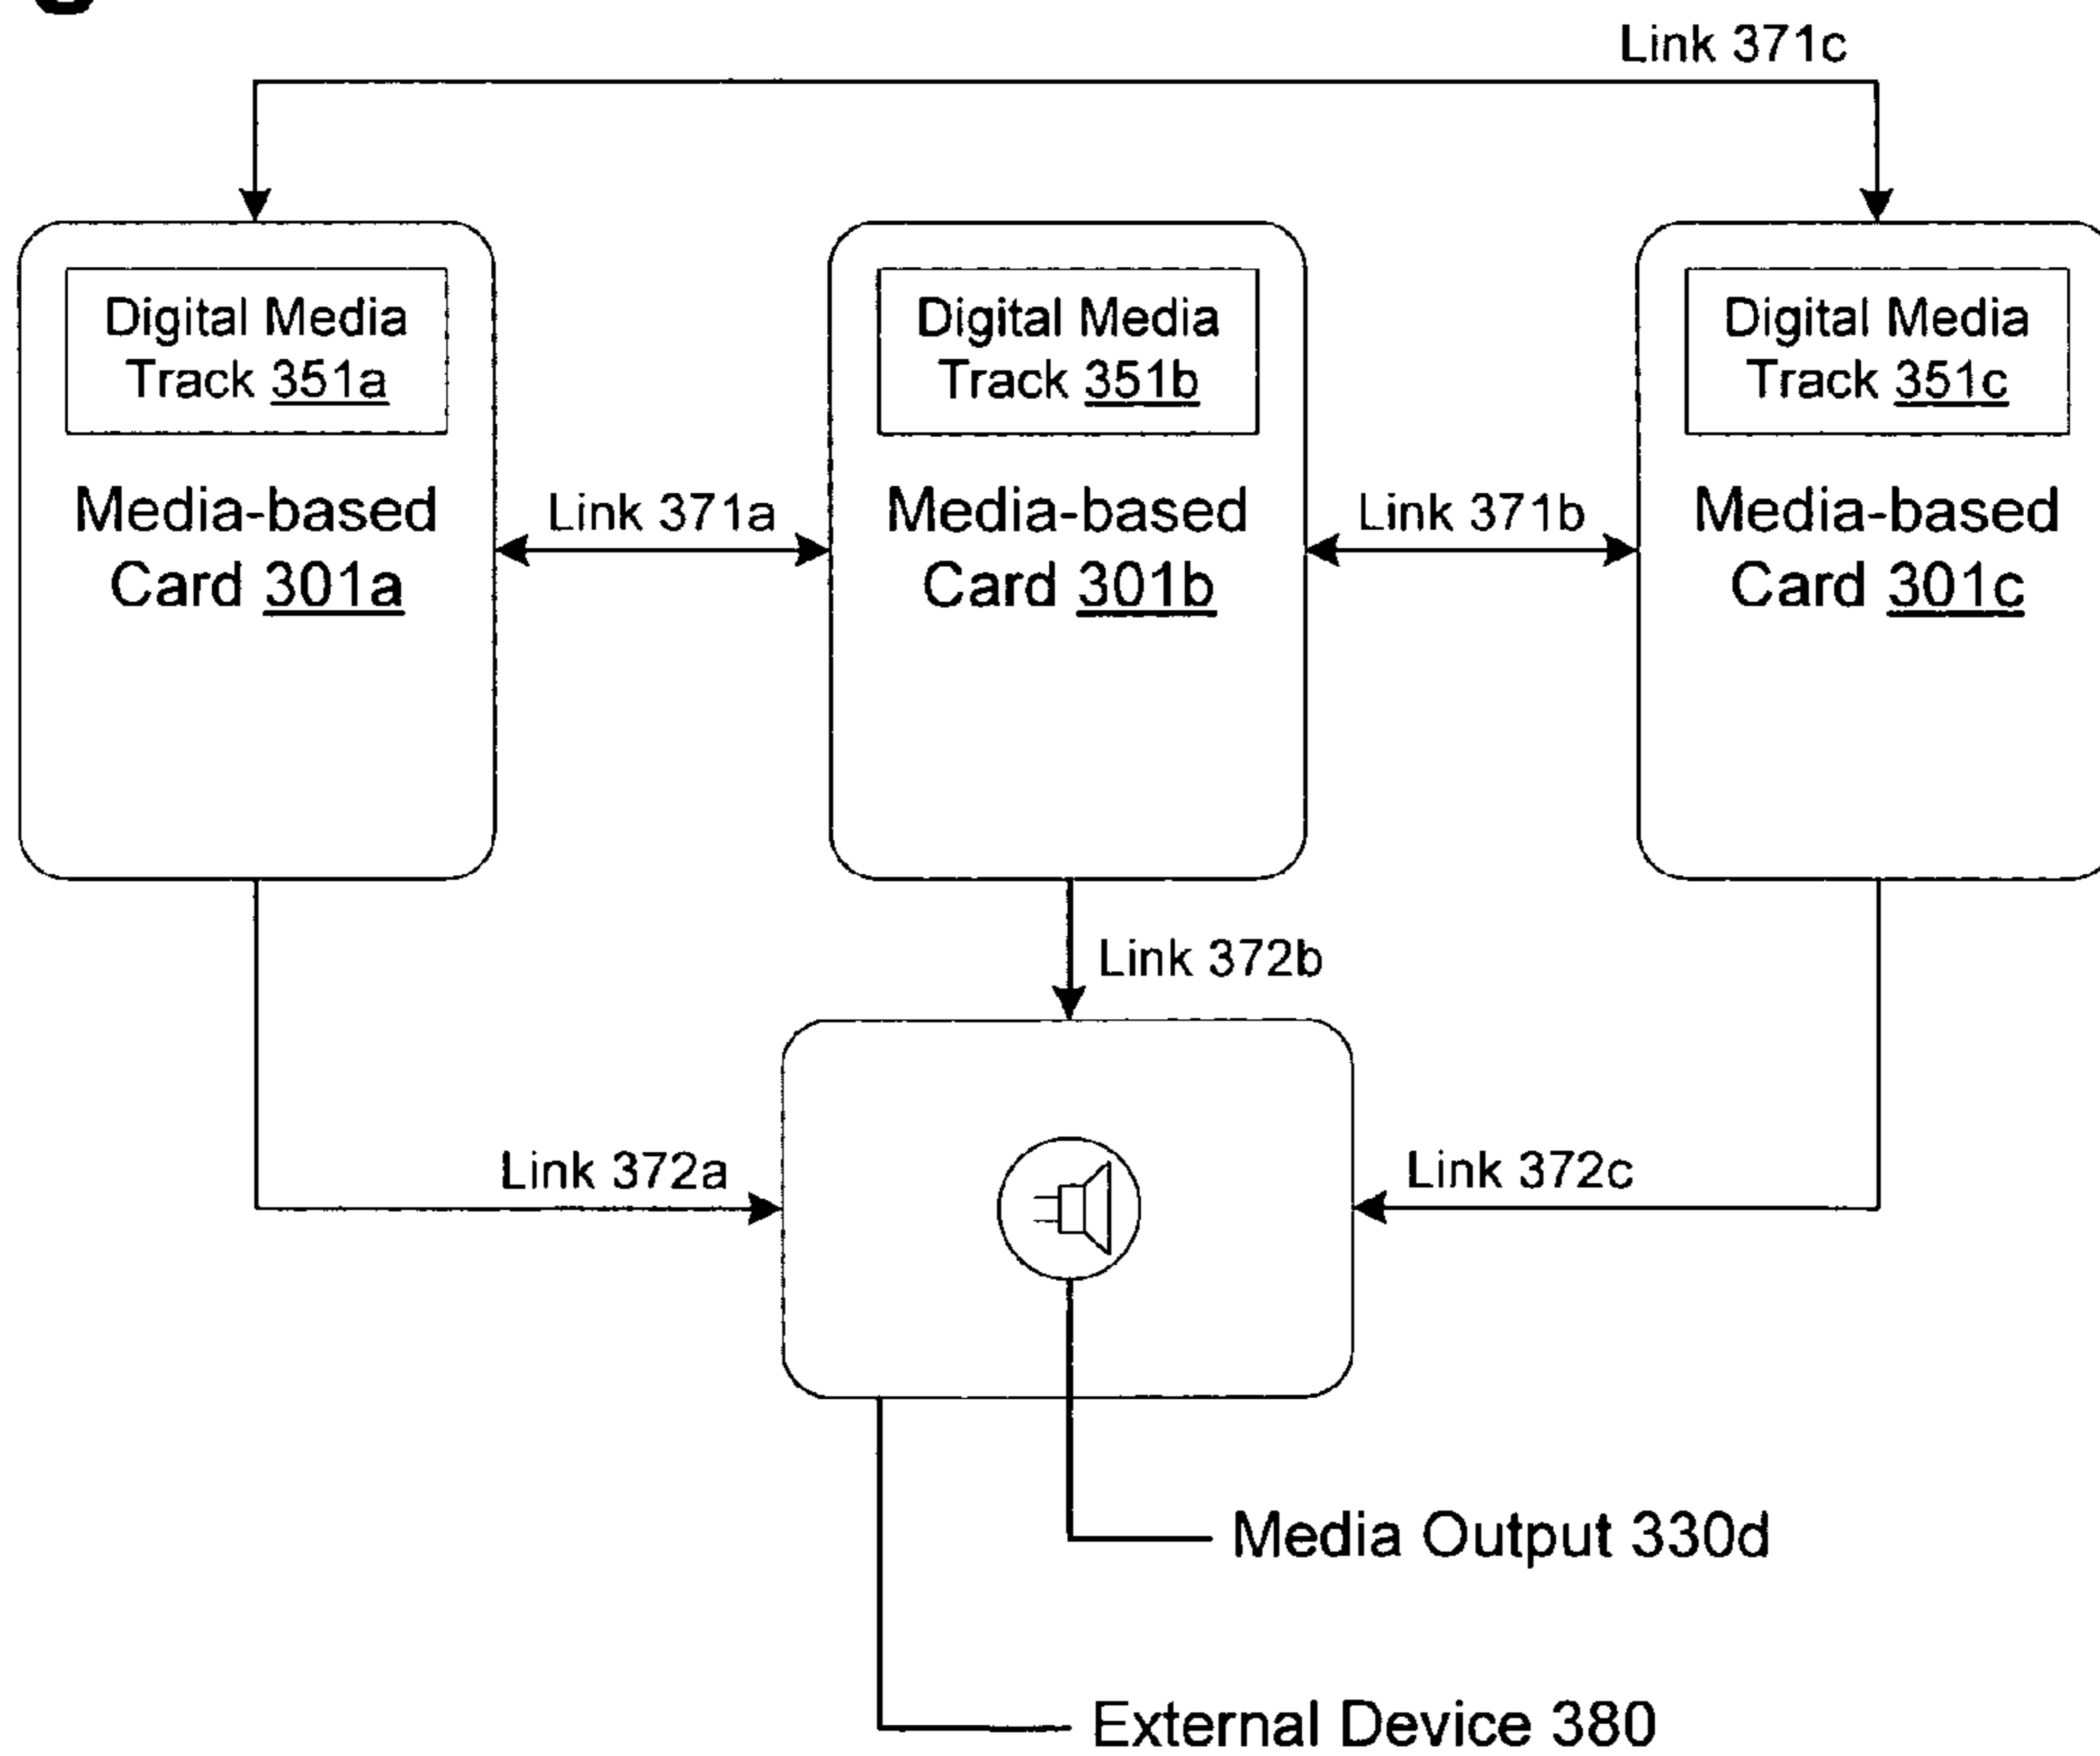 Link 371c
Digital Media
Track 351a
Digital Media
Track 351b
Digital Media
Track 351c
Media-based
Card 301a
Link 371a
Media-based
Card 301b
Link 371b
Media-based
Card 301c
Link 372b
Link 372a
Link 372c
Media Output 330d
External Device 380